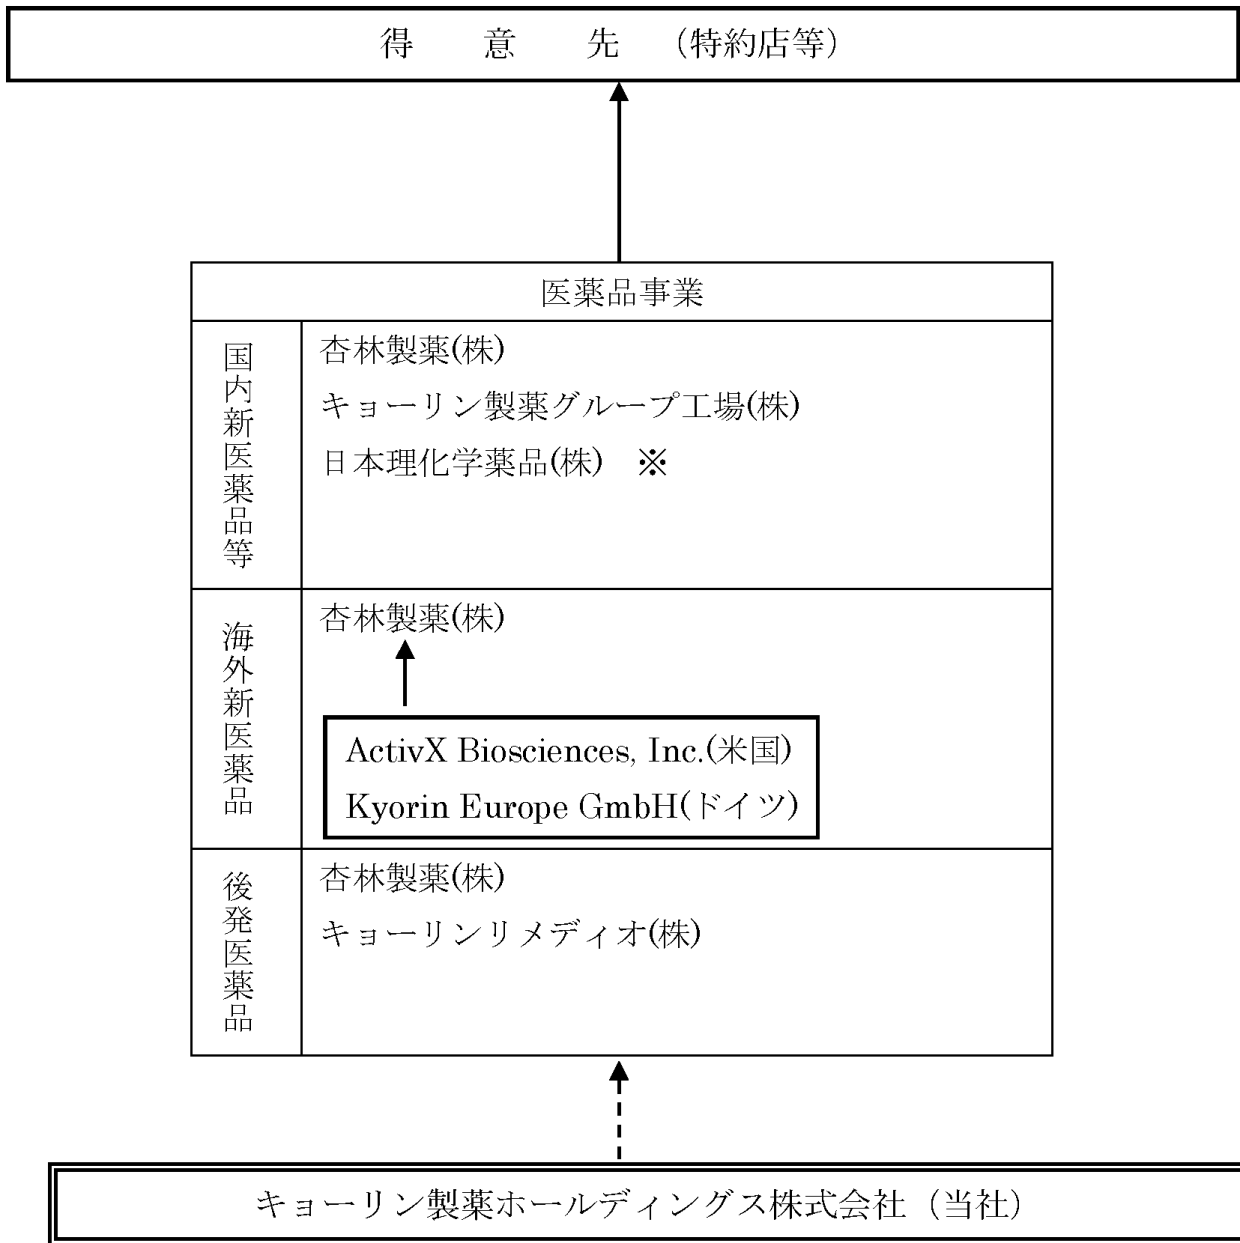 得意先（特約店等）
医薬品事業
国内新医薬品等
杏林製薬(株)
キョーリン製薬グループ工場(株)
日本理化学薬品(株) ※
海外新医薬品
杏林製薬(株)
ActivX Biosciences, Inc.(米国)
Kyorin Europe GmbH(ドイツ)
後発医薬品
杏林製薬(株)
キョーリンリメディオ(株)
キョーリン製薬ホールディングス株式会社（当社）